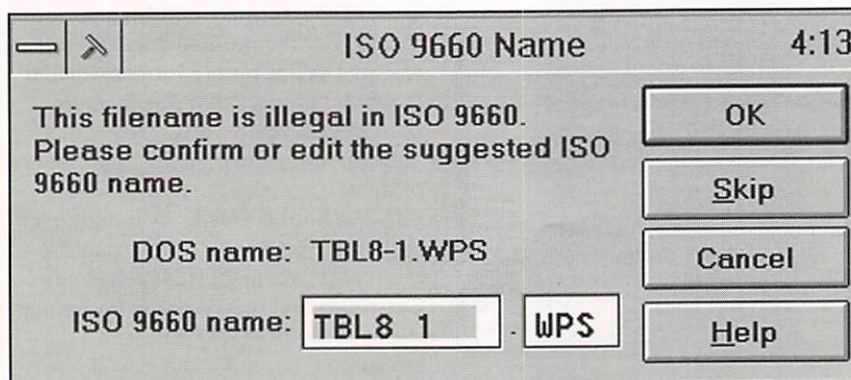 ISO 9660 Name 4:13
This filename is illegal in ISO 9660.
Please confirm or edit the suggested ISO
9660 name.
DOS name: TBL8-1.WPS
ISO 9660 name: TBL8 1 . WPS
OK
Skip
Cancel
Help